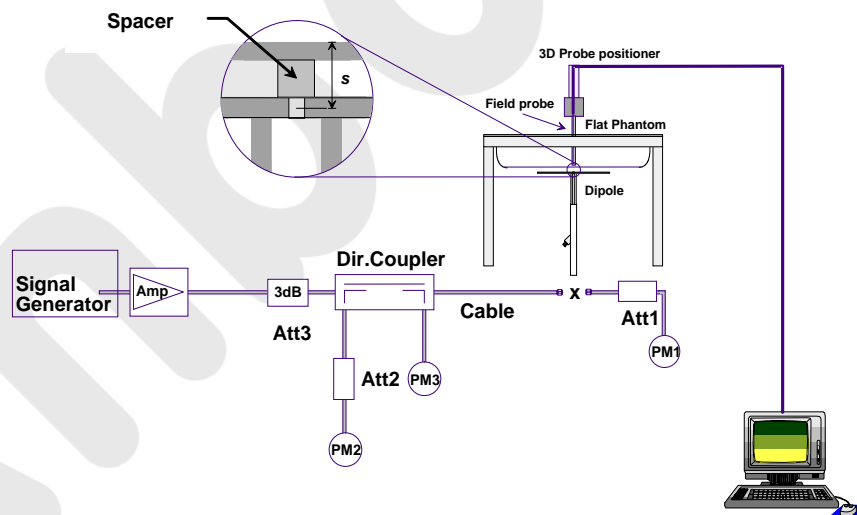 Spacer
s
3D Probe positioner
Field probe
Flat Phantom
Dipole
Dir.Coupler
Signal
Generator
Amp
3dB
Att3
Cable
x
Att1
PM1
Att2
PM3
PM2